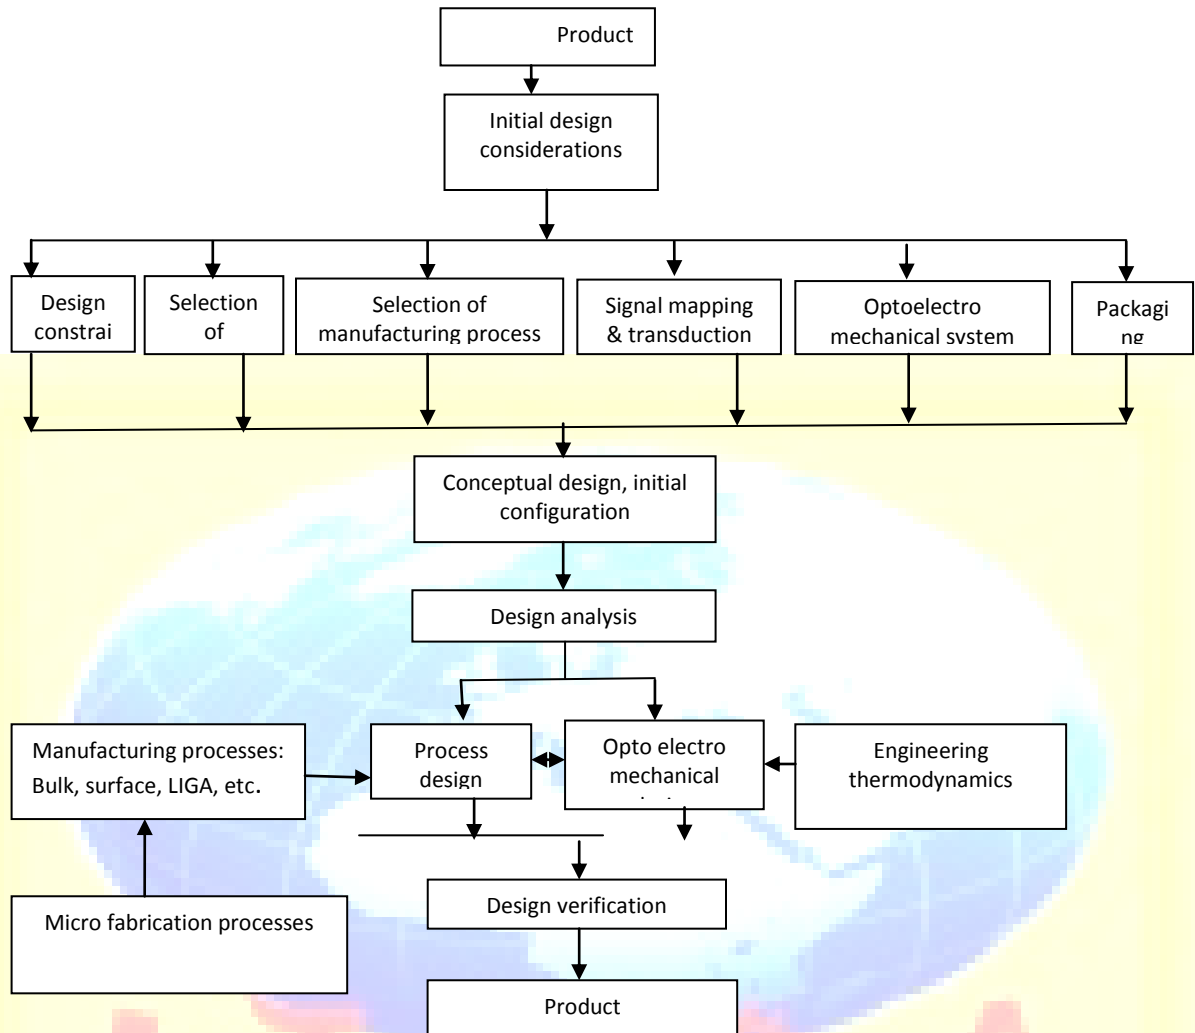 Product
Initial design
considerations
Design
constrai
Selection
of
Selection of
manufacturing process
Signal mapping
& transduction
Optoelectro
mechanical system
Packagi
ng
Conceptual design, initial
configuration
Design analysis
Manufacturing processes:
Bulk, surface, LIGA, etc.
Process
design
Opto electro
mechanical
Engineering
thermodynamics
Micro fabrication processes
Design verification
Product